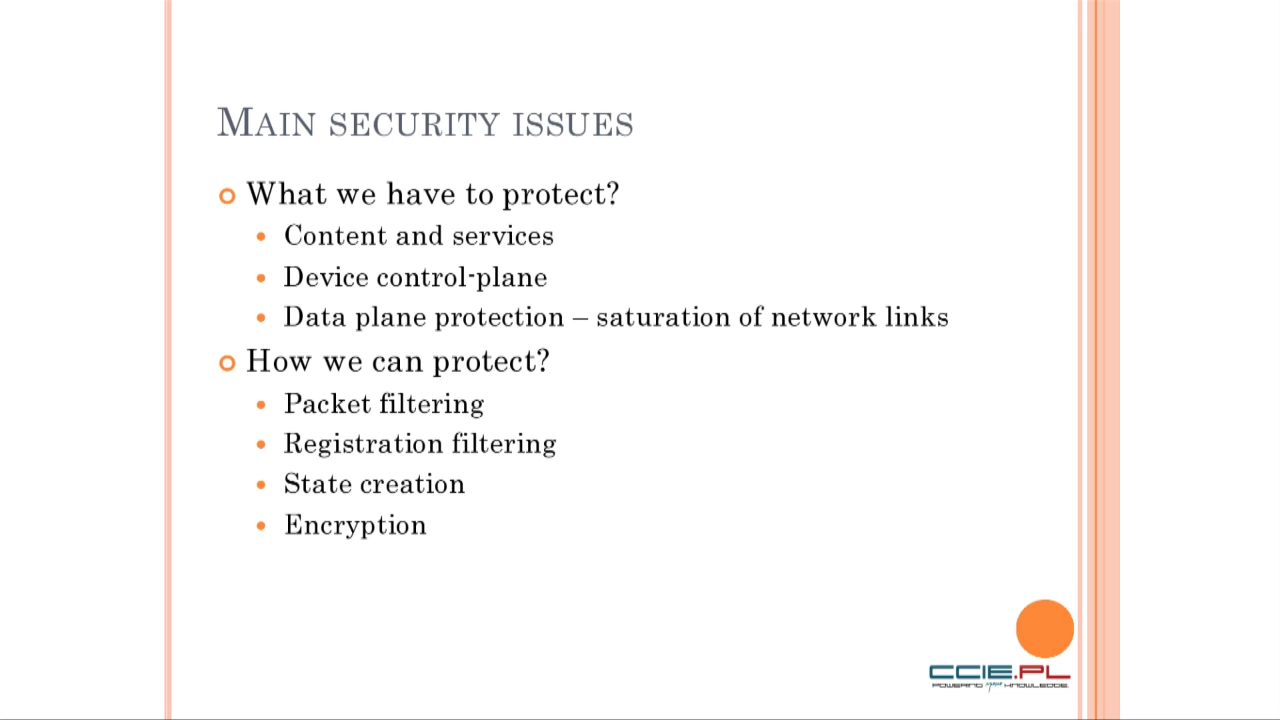 MAIN SECURITY ISSUES
What we have to protect?
Content and services
Device control-plane
Data plane protection – saturation of network links
How we can protect?
Packet filtering
Registration filtering
State creation
Encryption
CCIE.PL
POWERING your KNOWLEDGE